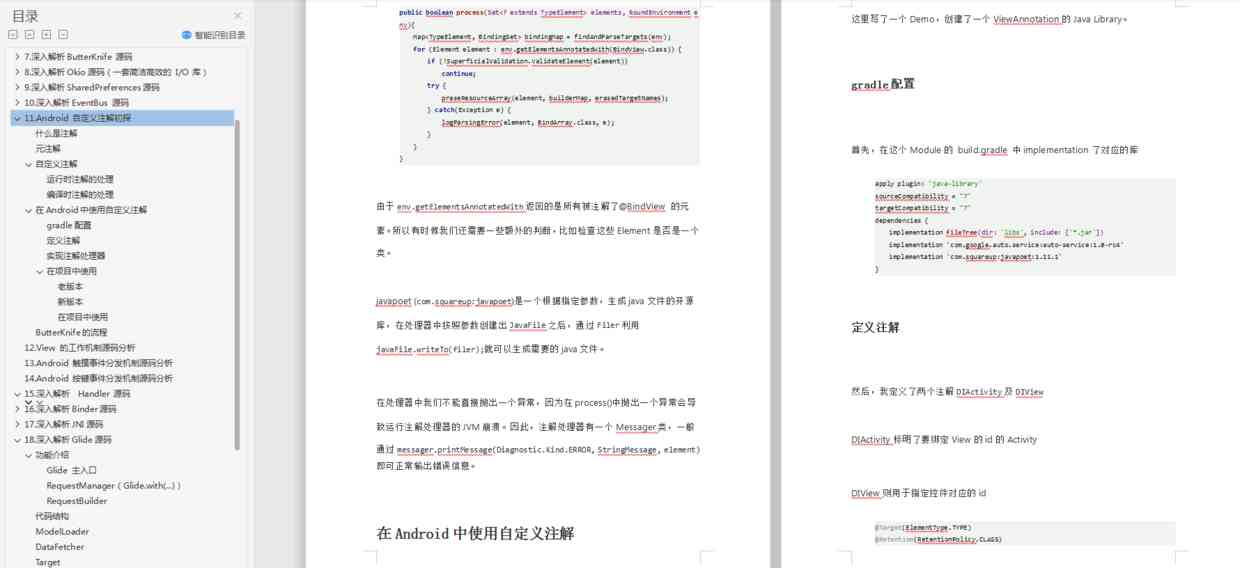 目录
智能识别目录
7.深入解析 ButterKnife 源码
8.深入解析 Okio 源码（一套简洁高效的 I/O 库）
9.深入解析 SharedPreferences 源码
10.深入解析 EventBus 源码
11.Android 自定义注解初探
什么是注解
元注解
自定义注解
运行时注解的处理
编译时注解的处理
在 Android 中使用自定义注解
gradle 配置
定义注解
实现注解处理器
在项目中使用
老版本
新版本
在项目中使用
ButterKnife 的流程
12.View 的工作机制源码分析
13.Android 触摸事件分发机制源码分析
14.Android 按键事件分发机制源码分析
15.深入解析 Handler 源码
16.深入解析 Binder 源码
17.深入解析 JNI 源码
18.深入解析 Glide 源码
功能介绍
Glide 主入口
RequestManager（Glide.with(...)）
RequestBuilder
代码结构
ModelLoader
DataFetcher
Target
public boolean process(Set<? extends TypeElement> elements, RoundEnvironment e
nv){
Map<TypeElement, BindingSet> bindingMap = findAndParseTargets(env);
for (Element element : env.getElementsAnnotatedWith(BindView.class)) {
if (!SuperficialValidation.validateElement(element))
continue;
try {
praseResourceArray(element, builderMap, erasedTargetNames);
} catch(Exception e) {
logParsingError(element, BindArray.class, e);
}
}
}
由于 env.getElementsAnnotatedWith 返回的是所有被注解了@BindView 的元
素。所以有时候我们还需要一些额外的判断，比如检查这些 Element 是否是一个
类。
javapoet (com.squareup:javapoet)是一个根据指定参数，生成 java 文件的开源
库，在处理器中按照参数创建出 JavaFile 之后，通过 Filer 利用
javaFile.writeTo(filer);就可以生成需要的 java 文件。
在处理器中我们不能直接抛出一个异常，因为在 process()中抛出一个异常会导
致运行注解处理器的 JVM 崩溃。因此，注解处理器有一个 Messager 类，一般
通过 messager.printMessage(Diagnostic.Kind.ERROR, StringMessage, element)
即可正常输出错误信息。
在 Android 中使用自定义注解
这里写了一个 Demo，创建了一个 ViewAnnotation 的 Java Library。
gradle 配置
首先，在这个 Module 的 build.gradle 中 implementation 了对应的库
apply plugin: 'java-library'
sourceCompatibility = "7"
targetCompatibility = "7"
dependencies {
implementation fileTree(dir: 'libs', include: ['*.jar'])
implementation 'com.google.auto.service:auto-service:1.0-rc4'
implementation 'com.squareup:javapoet:1.11.1'
}
定义注解
然后，我定义了两个注解 DIActivity 及 DIView
DIActivity 标明了要绑定 View 的 id 的 Activity
DIView 则用于指定控件对应的 id
@Target(ElementType.TYPE)
@Retention(RetentionPolicy.CLASS)